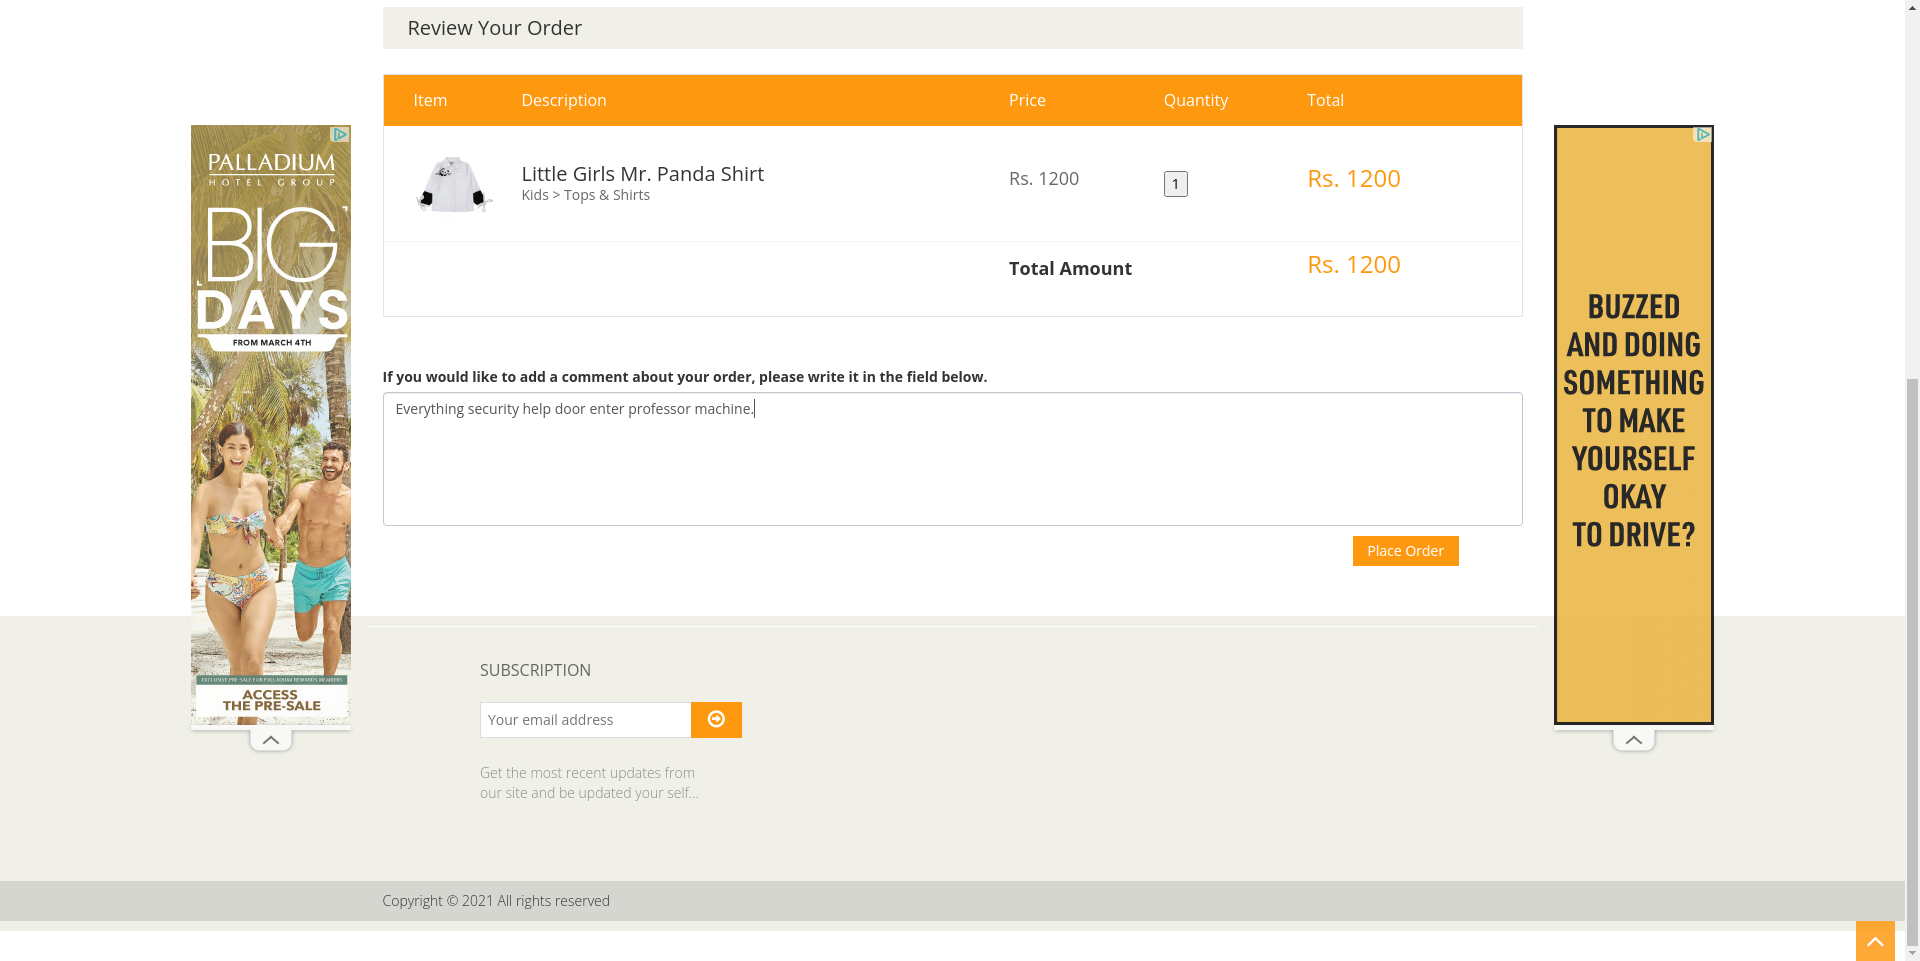 Review Your Order
Item Description Price Quantity Total
Little Girls Mr. Panda Shirt
Kids > Tops & Shirts
Rs. 1200
1
Rs. 1200
Total Amount
Rs. 1200
If you would like to add a comment about your order, please write it in the field below.
Everything security help door enter professor machine.
Place Order
SUBSCRIPTION
Your email address
Get the most recent updates from
our site and be updated your self...
Copyright © 2021 All rights reserved
PALLADIUM
HOTEL GROUP
BIG
DAYS
FROM MARCH 4TH
EXCLUSIVE PRE-SALE FOR PALLADIUM REWARDS MEMBERS
ACCESS
THE PRE-SALE
BUZZED
AND DOING
SOMETHING
TO MAKE
YOURSELF
OKAY
TO DRIVE?